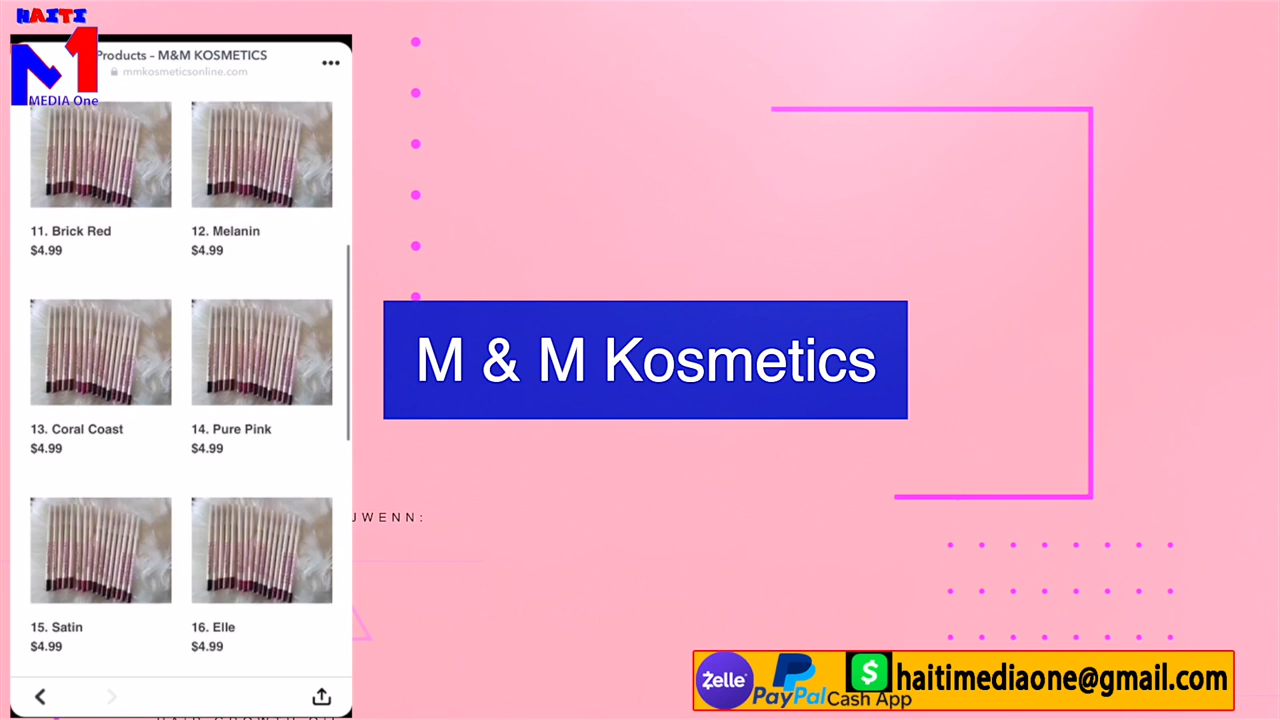 HAITI
M1
MEDIA One
Products – M&M KOSMETICS
mmkosmeticsonline.com
11. Brick Red
$4.99
12. Melanin
$4.99
13. Coral Coast
$4.99
14. Pure Pink
$4.99
15. Satin
$4.99
16. Elle
$4.99
M & M Kosmetics
JWENN:
Zelle
PayPal
$
Cash App
haitimediaone@gmail.com